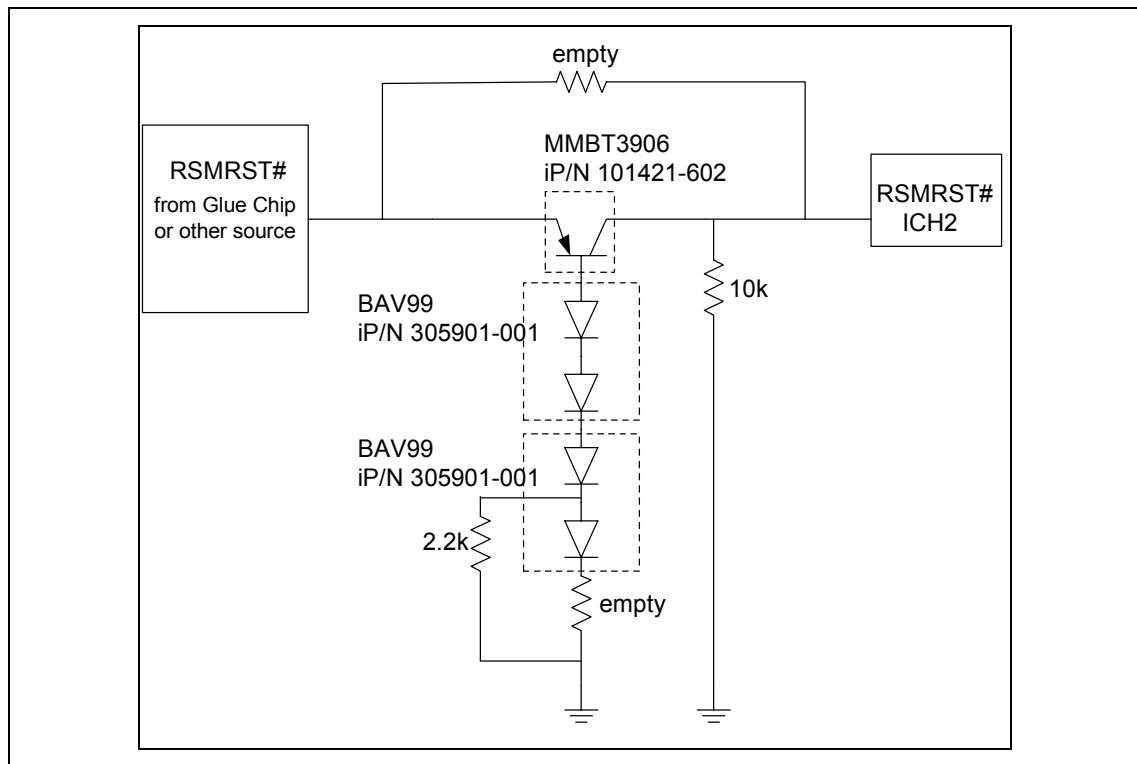 empty
MMBT3906
iP/N 101421-602
RSMRST#
from Glue Chip
or other source
RSMRST#
ICH2
10k
BAV99
iP/N 305901-001
BAV99
iP/N 305901-001
2.2k
empty